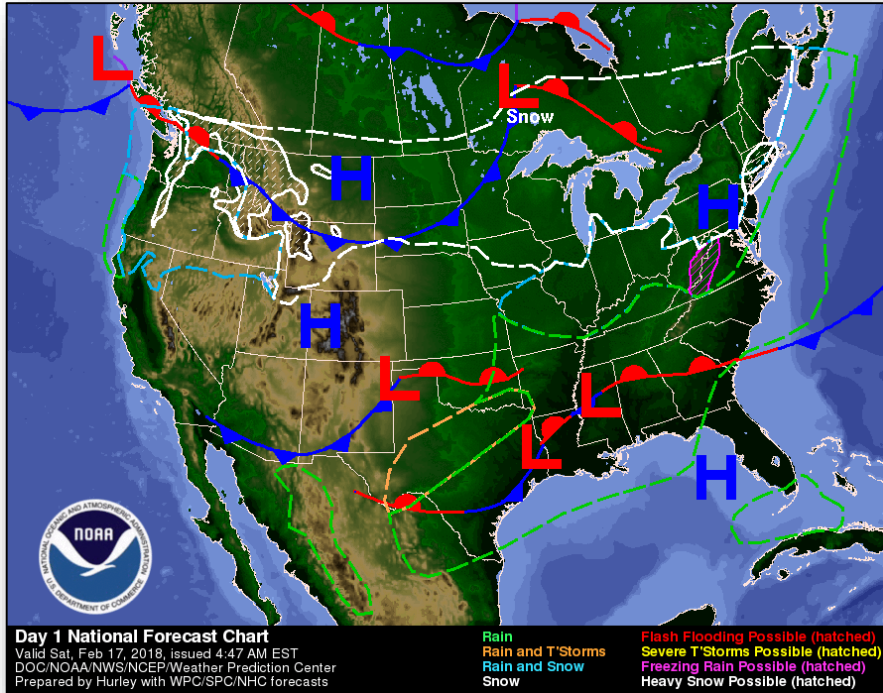 L
L
Snow
H
H
H
L
L
L
H
NATIONAL OCEANIC AND ATMOSPHERIC ADMINISTRATION
NOAA
U.S. DEPARTMENT OF COMMERCE
Day 1 National Forecast Chart
Valid Sat, Feb 17, 2018, issued 4:47 AM EST
DOC/NOAA/NWS/NCEP/Weather Prediction Center
Prepared by Hurley with WPC/SPC/NHC forecasts
Rain
Rain and T'Storms
Rain and Snow
Snow
Flash Flooding Possible (hatched)
Severe T'Storms Possible (hatched)
Freezing Rain Possible (hatched)
Heavy Snow Possible (hatched)